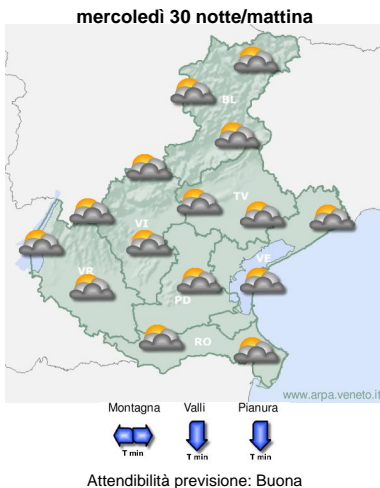 mercoledì 30 notte/mattina
BL
TV
VI
VE
VR
PD
RO
www.arpa.veneto.it
Montagna Valli Pianura
T min T min T min
Attendibilità previsione: Buona